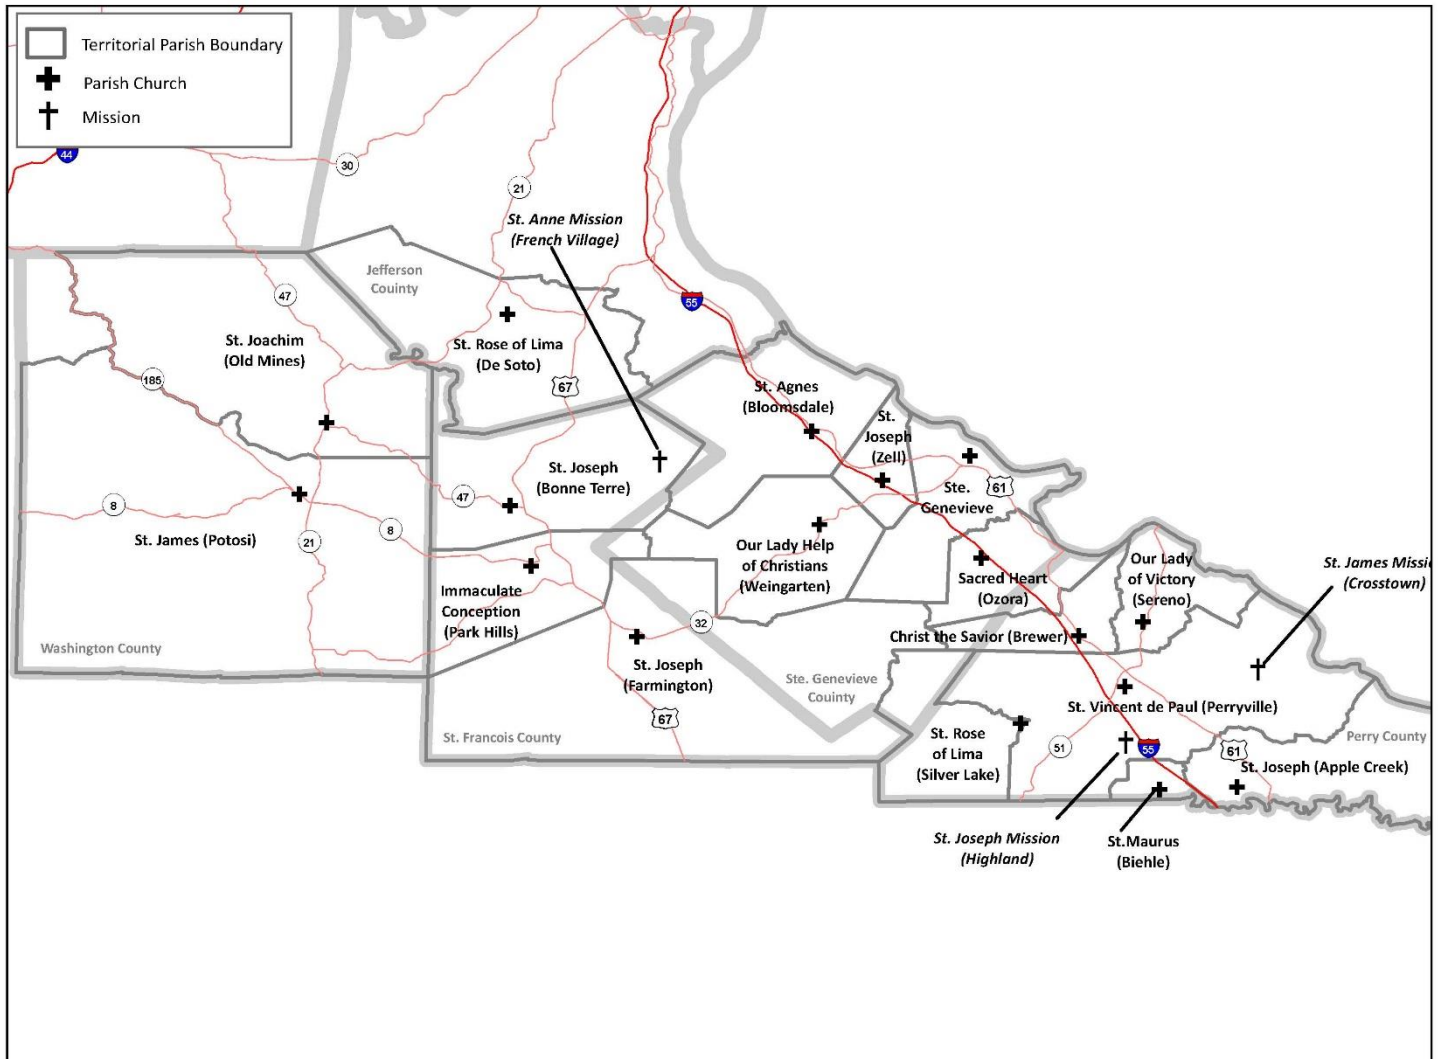 Territorial Parish Boundary
Parish Church
Mission
44
30
21
St. Anne Mission
(French Village)
Jefferson
Couinty
47
55
St. Joachim
(Old Mines)
St. Rose of Lima
(De Soto)
185
67
St. Agnes
(Bloomsdale)
St.
Joseph
(Zell)
St. Joseph
(Bonne Terre)
47
61
Ste.
Genevieve
8
8
St. James (Potosi)
21
Our Lady Help
of Christians
(Weingarten)
Sacred Heart
(Ozora)
Our Lady
of Victory
(Sereno)
St. James Missi
(Crosstown)
Immaculate
Conception
(Park Hills)
32
Christ the Savior (Brewer)
Washington County
St. Joseph
(Farmington)
Ste. Genevieve
County
St. Vincent de Paul (Perryville)
67
St. Francois County
St. Rose
of Lima
(Silver Lake)
51
55
61
Perry County
St. Joseph (Apple Creek)
St. Joseph Mission
(Highland)
St.Maurus
(Biehle)